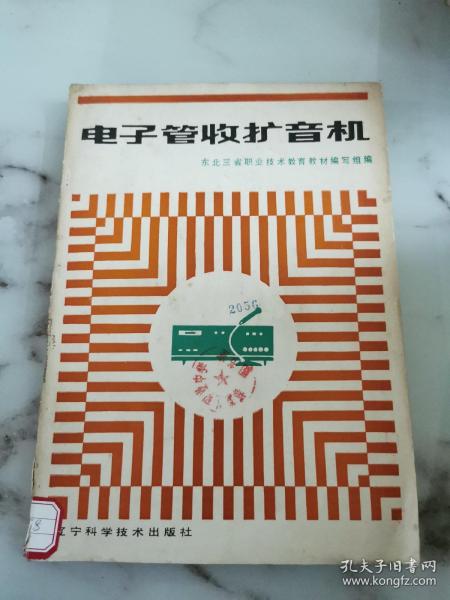 电子管收扩音机
东北三省职业技术教育教材编写组编
2056
辽宁科学技术出版社
孔夫子旧书网
www.kongfz.com